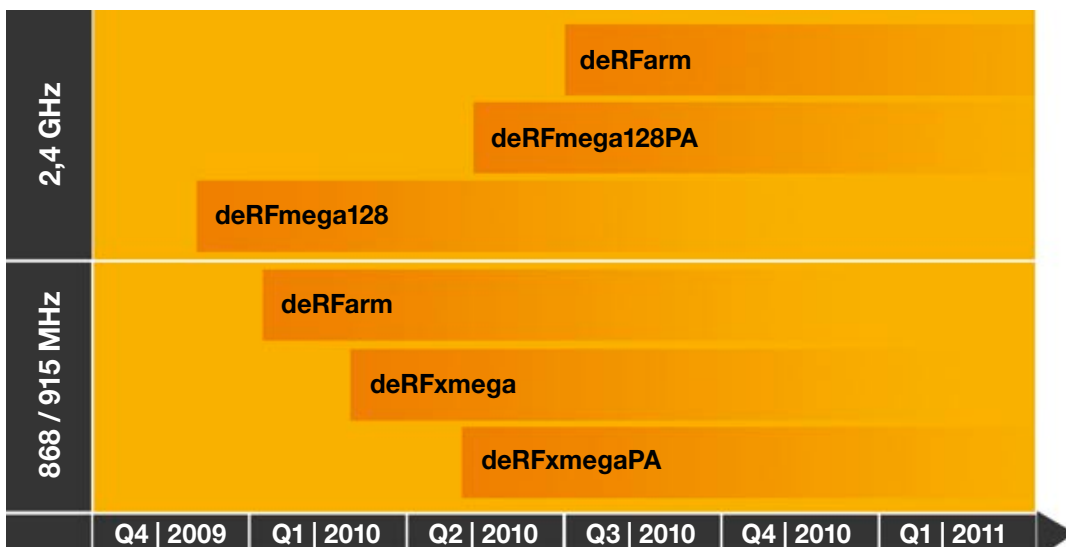 2,4 GHz
deRFarm
deRFmega128PA
deRFmega128
868 / 915 MHz
deRFarm
deRFxmega
deRFxmegaPA
Q4 | 2009 Q1 | 2010 Q2 | 2010 Q3 | 2010 Q4 | 2010 Q1 | 2011